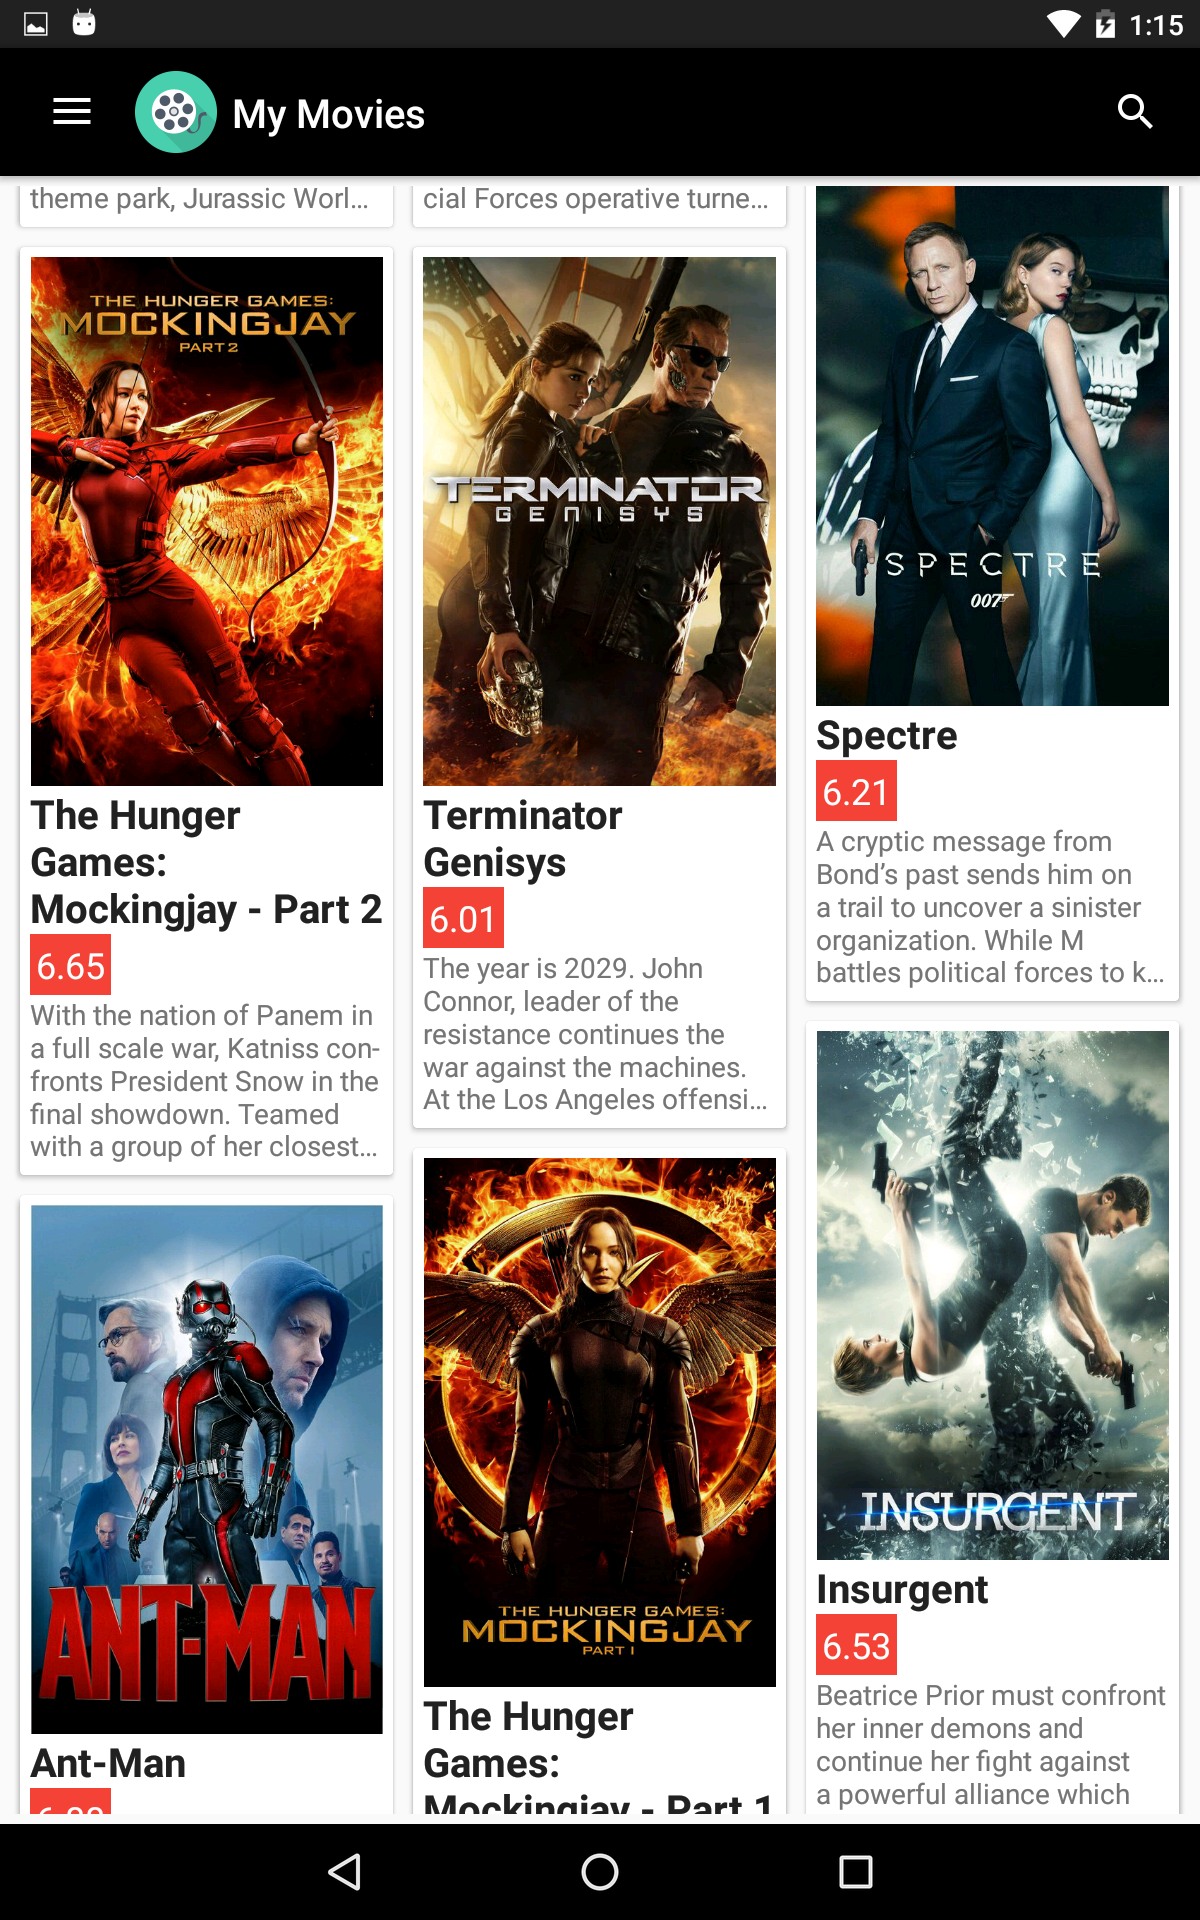 1:15
My Movies
theme park, Jurassic Worl...
THE HUNGER GAMES:
MOCKINGJAY
PART 2
The Hunger
Games:
Mockingjay - Part 2
6.65
With the nation of Panem in
a full scale war, Katniss con-
fronts President Snow in the
final showdown. Teamed
with a group of her closest...
ANT-MAN
Ant-Man
cial Forces operative turne...
TERMINATOR
GENISYS
Terminator
Genisys
6.01
The year is 2029. John
Connor, leader of the
resistance continues the
war against the machines.
At the Los Angeles offensi...
THE HUNGER GAMES:
MOCKINGJAY
PART 1
The Hunger
Games:
Mockingjay - Part 1
SPECTRE
007
Spectre
6.21
A cryptic message from
Bond’s past sends him on
a trail to uncover a sinister
organization. While M
battles political forces to k...
INSURGENT
Insurgent
6.53
Beatrice Prior must confront
her inner demons and
continue her fight against
a powerful alliance which